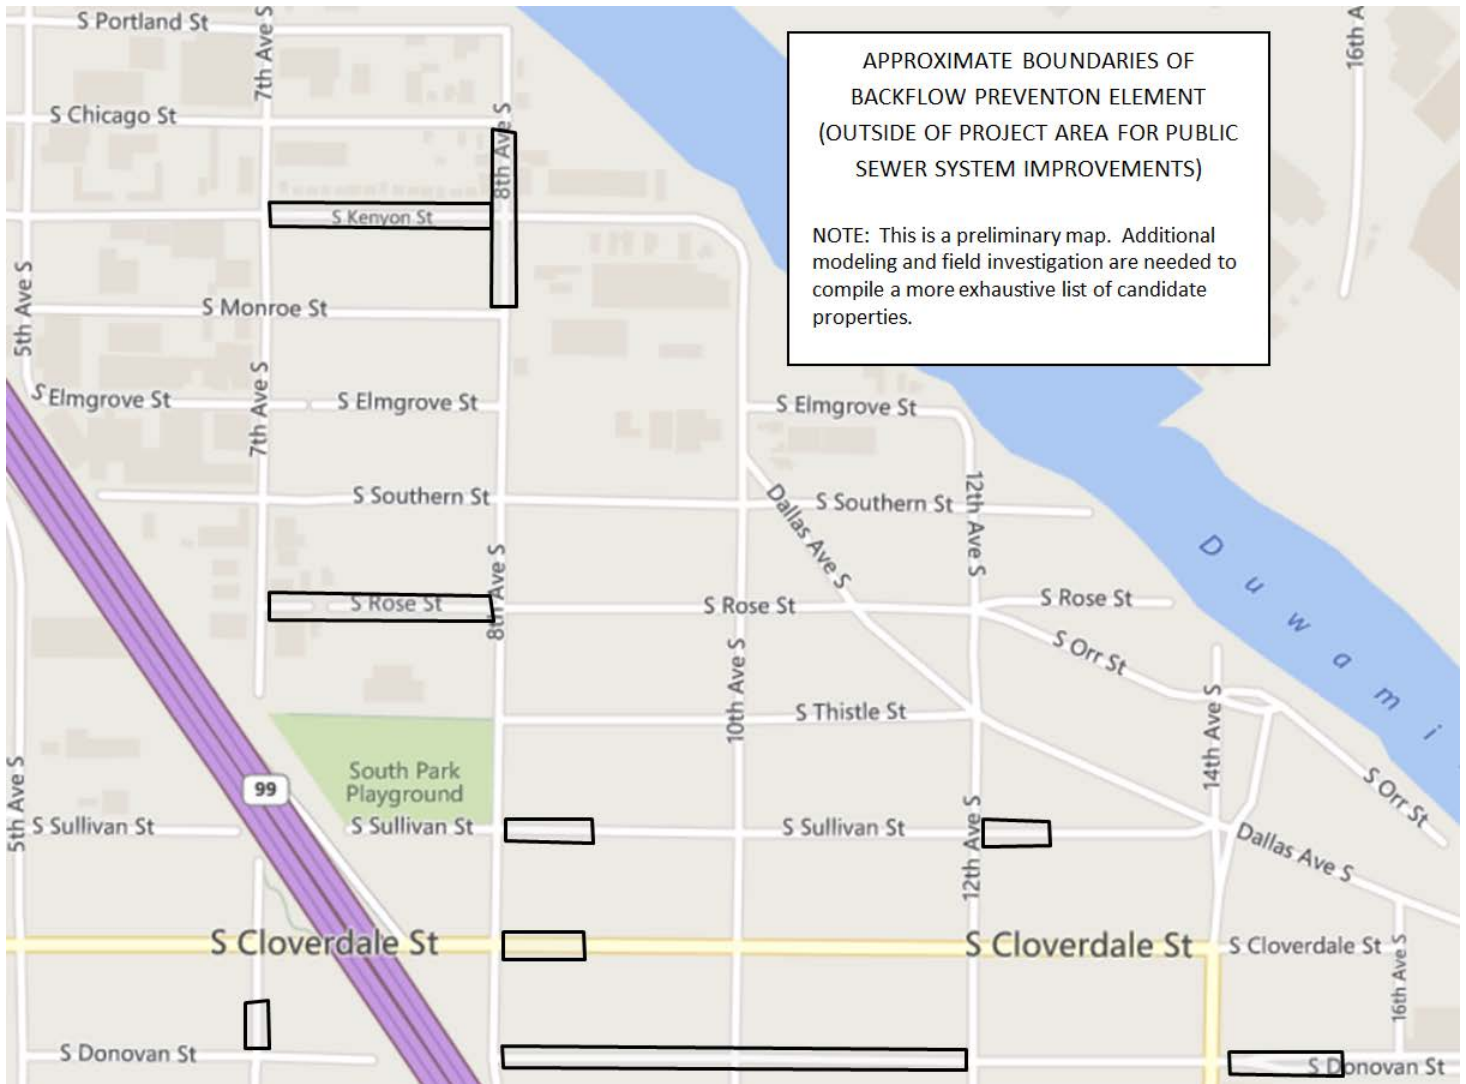 S Portland St
7th Ave S
16th A
APPROXIMATE BOUNDARIES OF
BACKFLOW PREVENTON ELEMENT
(OUTSIDE OF PROJECT AREA FOR PUBLIC
SEWER SYSTEM IMPROVEMENTS)
NOTE: This is a preliminary map. Additional
modeling and field investigation are needed to
compile a more exhaustive list of candidate
properties.
S Chicago St
8th Ave S
S Kenyon St
5th Ave S
S Monroe St
7th Ave S
S Elmgrove St
S Elmgrove St
S Elmgrove St
S Southern St
Dallas Ave S
S Southern St
12th Ave S
Duwami
8th Ave S
S Rose St
S Rose St
S Rose St
S Orr St
10th Ave S
S Thistle St
14th Ave S
South Park
Playground
99
5th Ave S
S Orr St
S Sullivan St
S Sullivan St
S Sullivan St
12th Ave S
Dallas Ave S
S Cloverdale St
S Cloverdale St
S Cloverdale St
16th Ave S
S Donovan St
S Donovan St